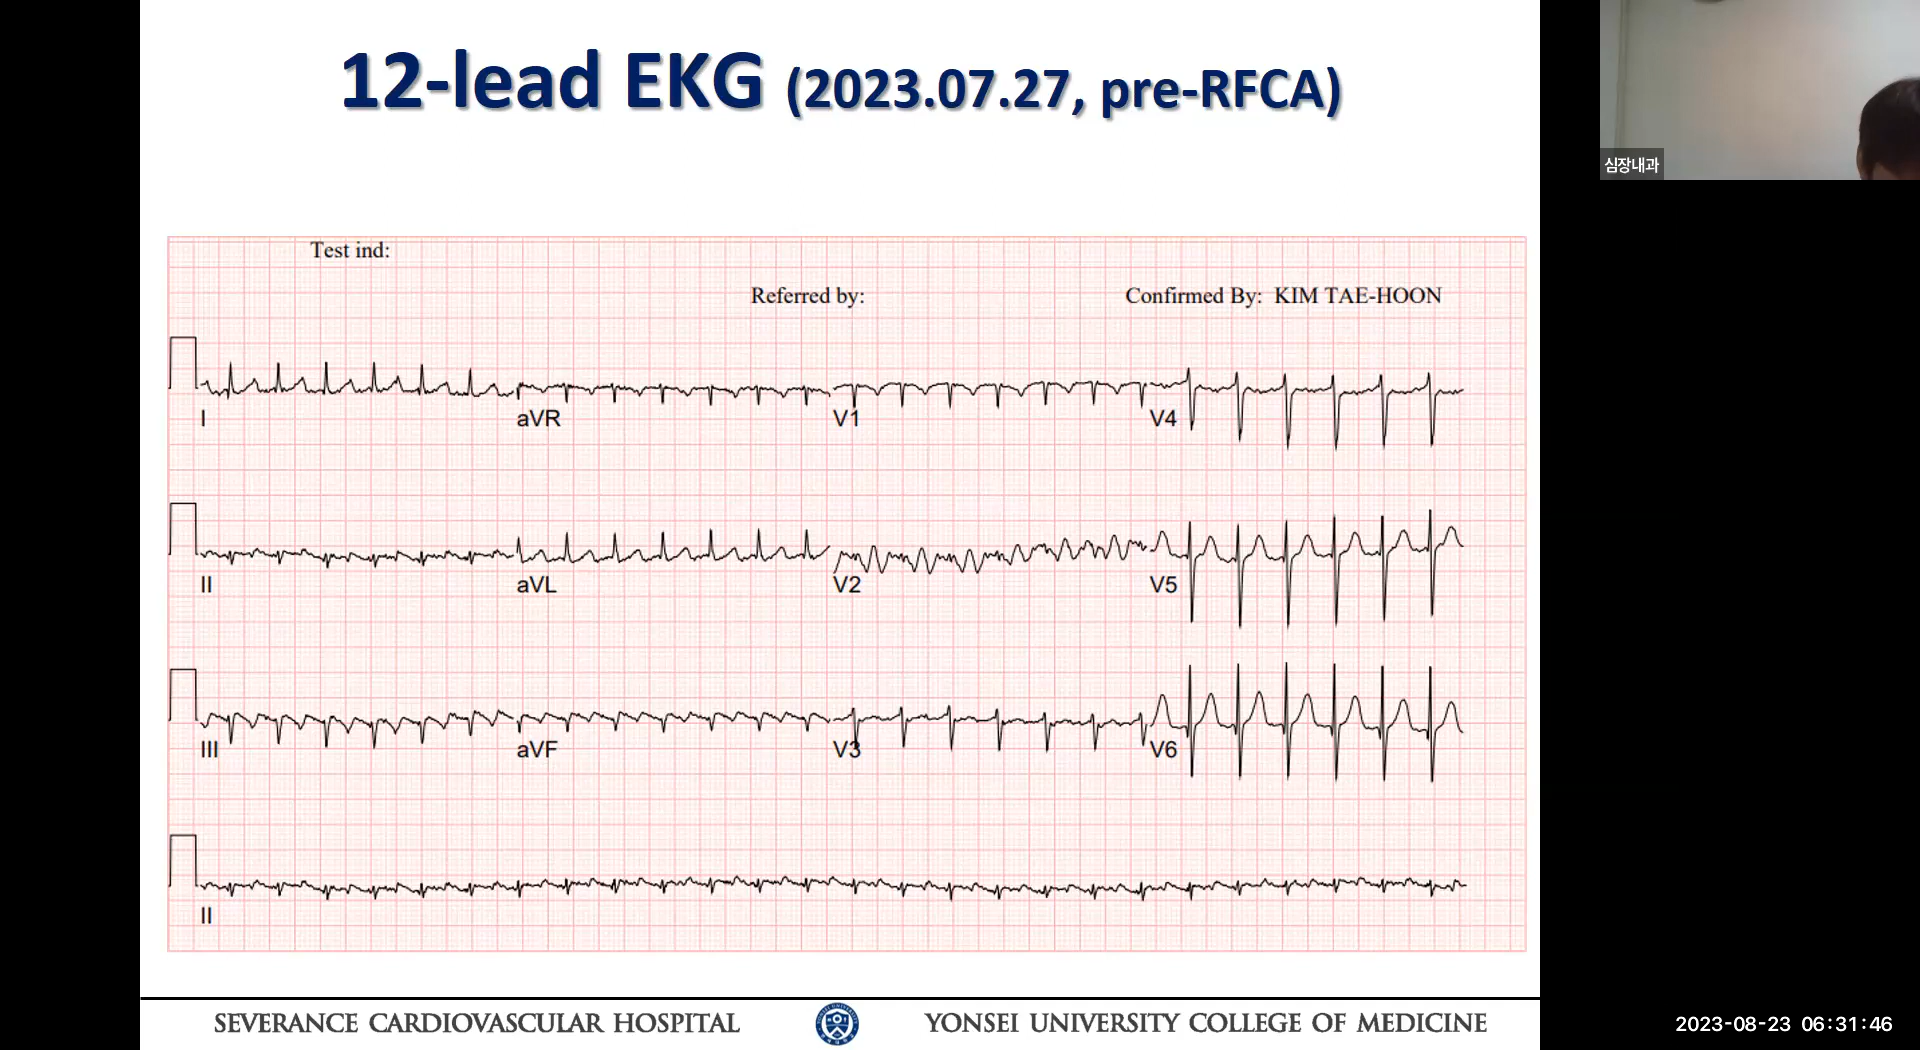 12-lead EKG (2023.07.27, pre-RFCA)
심장내과
Test ind:
Referred by:
Confirmed By: KIM TAE-HOON
I
aVR
V1
V4
II
aVL
V2
V5
III
aVF
V3
V6
II
SEVERANCE CARDIOVASCULAR HOSPITAL
YONSEI UNIVERSITY COLLEGE OF MEDICINE
2023-08-23 06:31:46